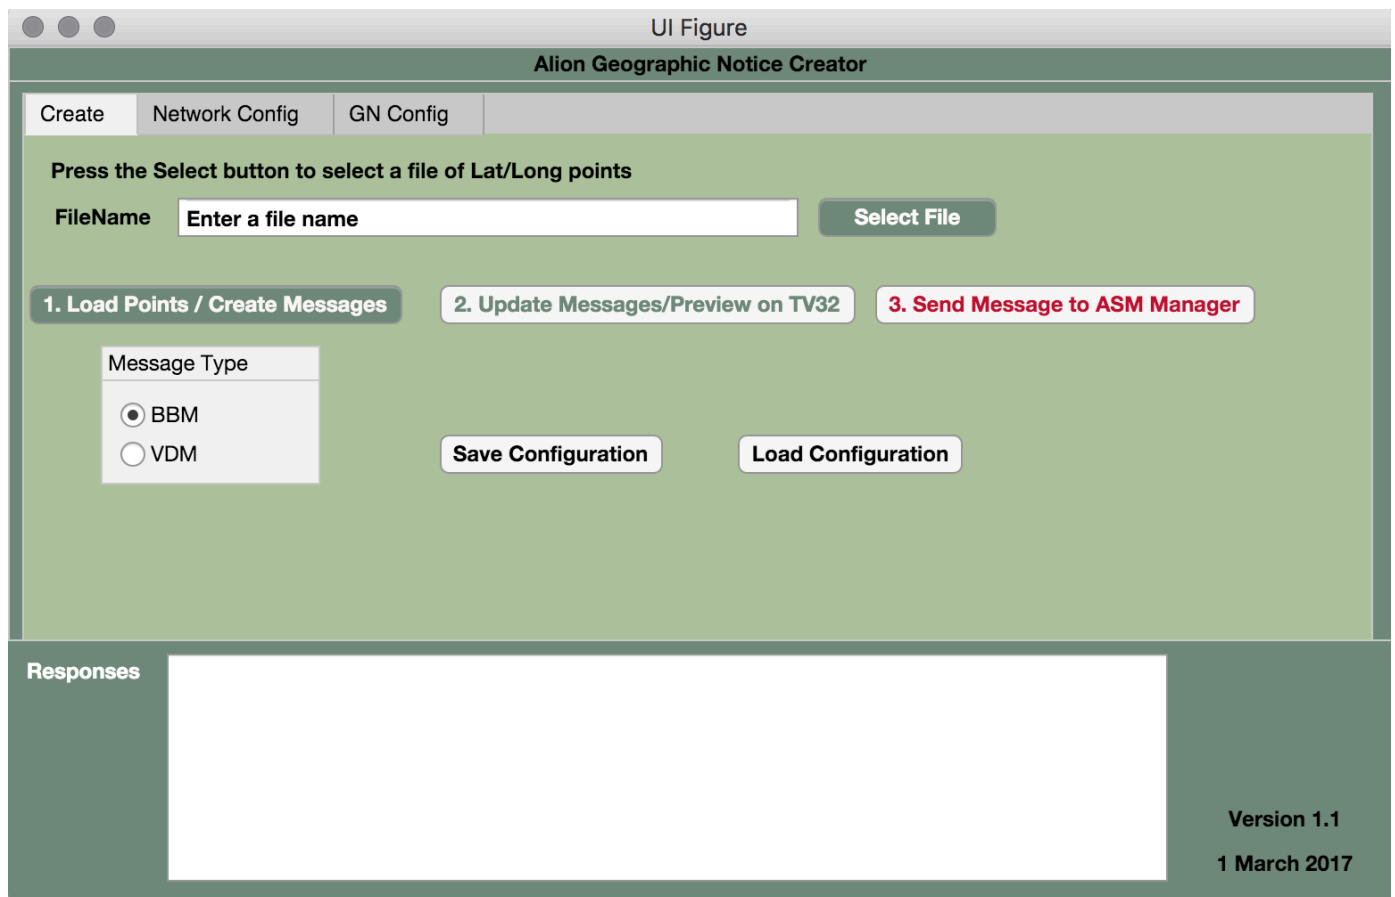 UI Figure
Alion Geographic Notice Creator
Create Network Config GN Config
Press the Select button to select a file of Lat/Long points
FileName Enter a file name Select File
1. Load Points / Create Messages 2. Update Messages/Preview on TV32 3. Send Message to ASM Manager
Message Type
BBM
VDM
Save Configuration Load Configuration
Responses
Version 1.1
1 March 2017